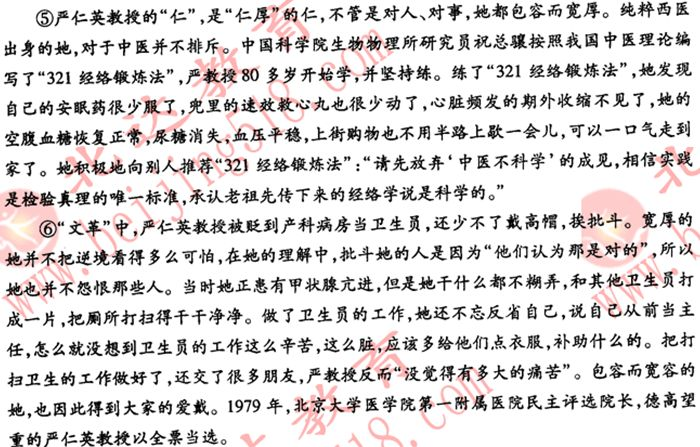 ⑤严仁英教授的“仁”,是“仁厚”的仁,不管是对人、对事,她都包容而宽厚。纯粹西医
出身的她,对于中医并不排斥。中国科学院生物物理所研究员祝总骧按照我国中医理论编
写了“321 经络锻炼法”,严教授 80 多岁开始学,并坚持练。练了“321 经络锻炼法”,她发现
自己的安眠药很少服了,兜里的速效救心丸也很少动了,心脏频发的期外收缩不见了,她的
空腹血糖恢复正常,尿糖消失,血压平稳,上街购物也不用半路上歇一会儿,可以一口气走到
家了。她积极地向别人推荐“321 经络锻炼法”:“请先放弃‘中医不科学’的成见,相信实践
是检验真理的唯一标准,承认老祖先传下来的经络学说是科学的。”
⑥“文革”中,严仁英教授被贬到产科病房当卫生员,还少不了戴高帽,挨批斗。宽厚的
她并不把逆境看得多么可怕,在她的理解中,批斗她的人是因为“他们认为那是对的”,所以
她也并不怨恨那些人。当时她正患有甲状腺亢进,但是她干什么都不糊弄,和其他卫生员打
成一片,把厕所打扫得干干净净。做了卫生员的工作,她还不忘反省自己,说自己从前当主
任,怎么就没想到卫生员的工作这么辛苦,这么脏,应该多给他们点衣服,补助什么的。把打
扫卫生的工作做好了,还交了很多朋友,严教授反而“没觉得有多大的痛苦”。包容而宽容的
她,也因此得到大家的爱戴。1979 年,北京大学医学院第一附属医院民主评选院长,德高望
重的严仁英教授以全票当选。